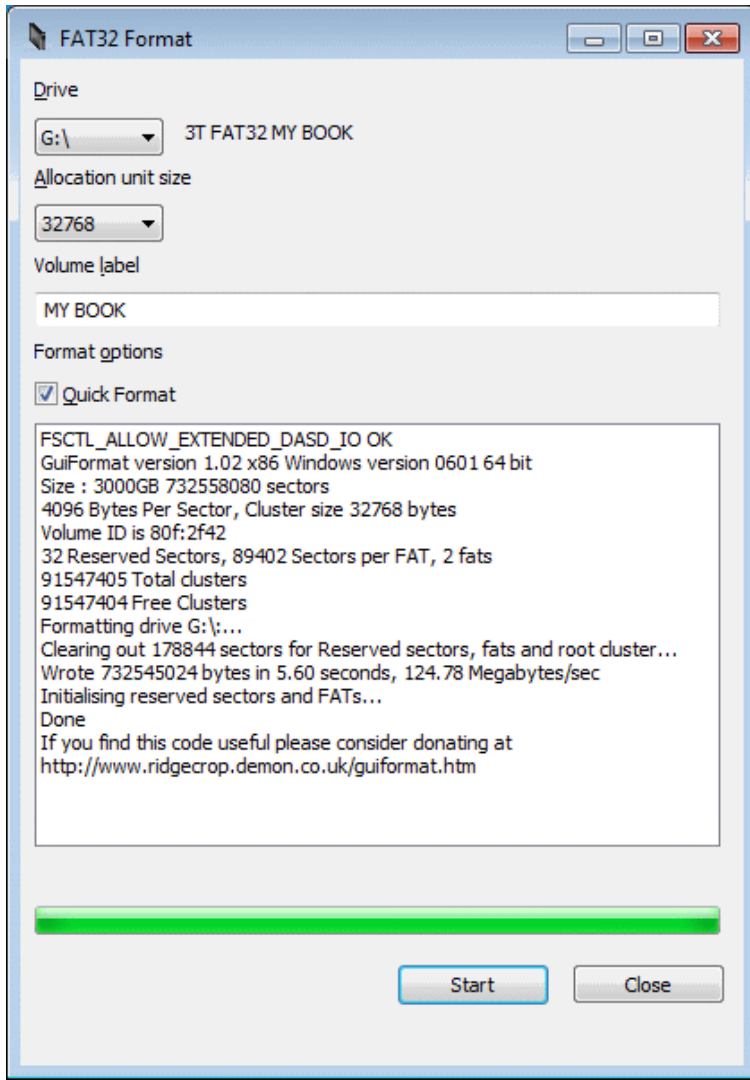 FAT32 Format
Drive
G:\
3T FAT32 MY BOOK
Allocation unit size
32768
Volume label
MY BOOK
Format options
Quick Format
FSCTL_ALLOW_EXTENDED_DASD_IO OK
GuiFormat version 1.02 x86 Windows version 0601 64 bit
Size : 3000GB 732558080 sectors
4096 Bytes Per Sector, Cluster size 32768 bytes
Volume ID is 80f:2f42
32 Reserved Sectors, 89402 Sectors per FAT, 2 fats
91547405 Total clusters
91547404 Free Clusters
Formatting drive G:\:...
Clearing out 178844 sectors for Reserved sectors, fats and root cluster...
Wrote 732545024 bytes in 5.60 seconds, 124.78 Megabytes/sec
Initialising reserved sectors and FATs...
Done
If you find this code useful please consider donating at
http://www.ridgecrop.demon.co.uk/guiformat.htm
Start
Close